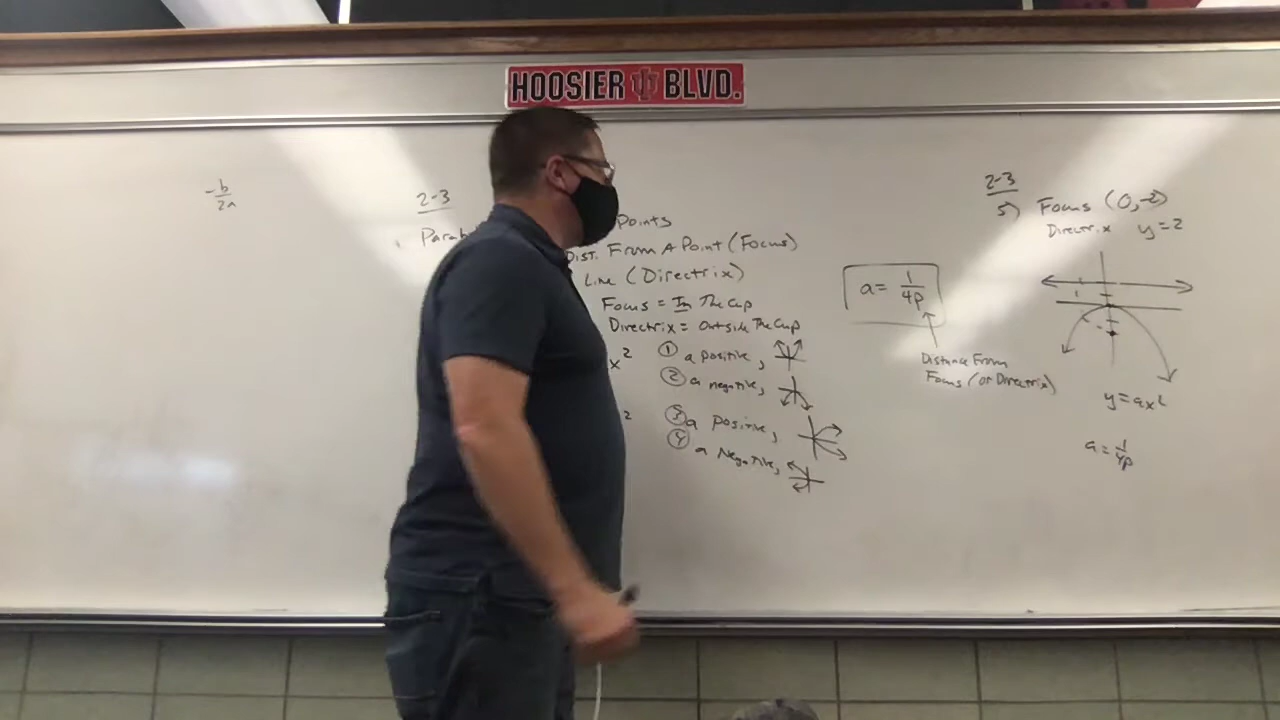 HOOSIER BLVD.
-b/2a
2-3
Parab
Points
Dist. From A Point (Focus)
Line (Directrix)
Focus = In The Cup
Directrix = Outside The Cup
x²
① a positive,
② a negative,
2
③ a positive,
④ a Negative,
a = 1/4p
Distance From
Focus (or Directrix)
2-3
5) Focus (0,-2)
Directrix y=2
y=ax²
a = 1/4p